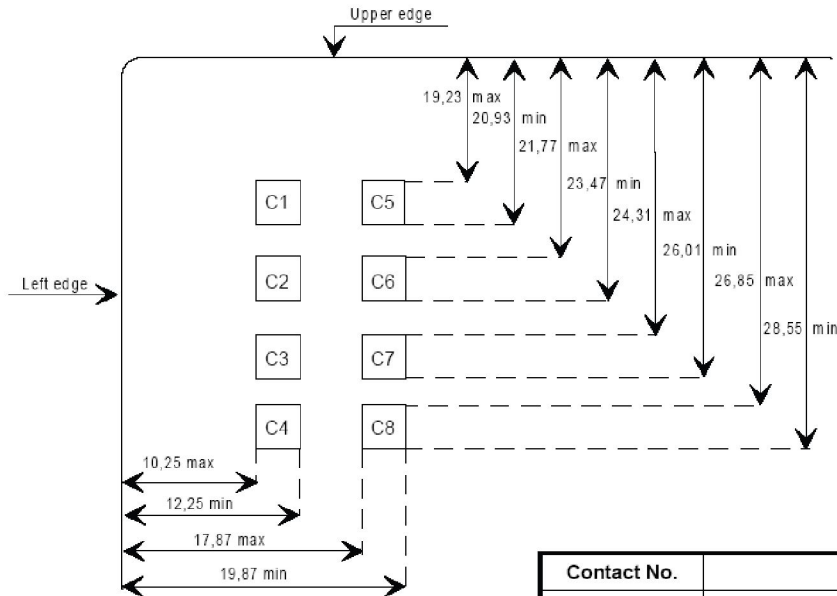 Upper edge
19,23 max
20,93 min
21,77 max
23,47 min
24,31 max
26,01 min
26,85 max
28,55 min
C1 C5
C2 C6
Left edge
C3 C7
C4 C8
10,25 max
12,25 min
17,87 max
19,87 min
Contact No.